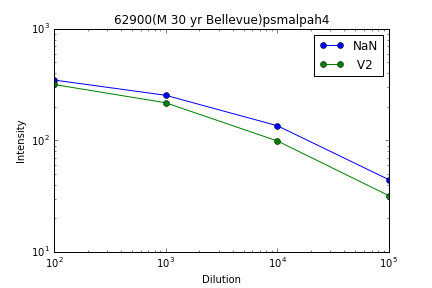 62900(M 30 yr Bellevue)psmalpah4
10³
NaN
V2
10²
Intensity
10¹
10² 10³ 10⁴ 10⁵
Dilution